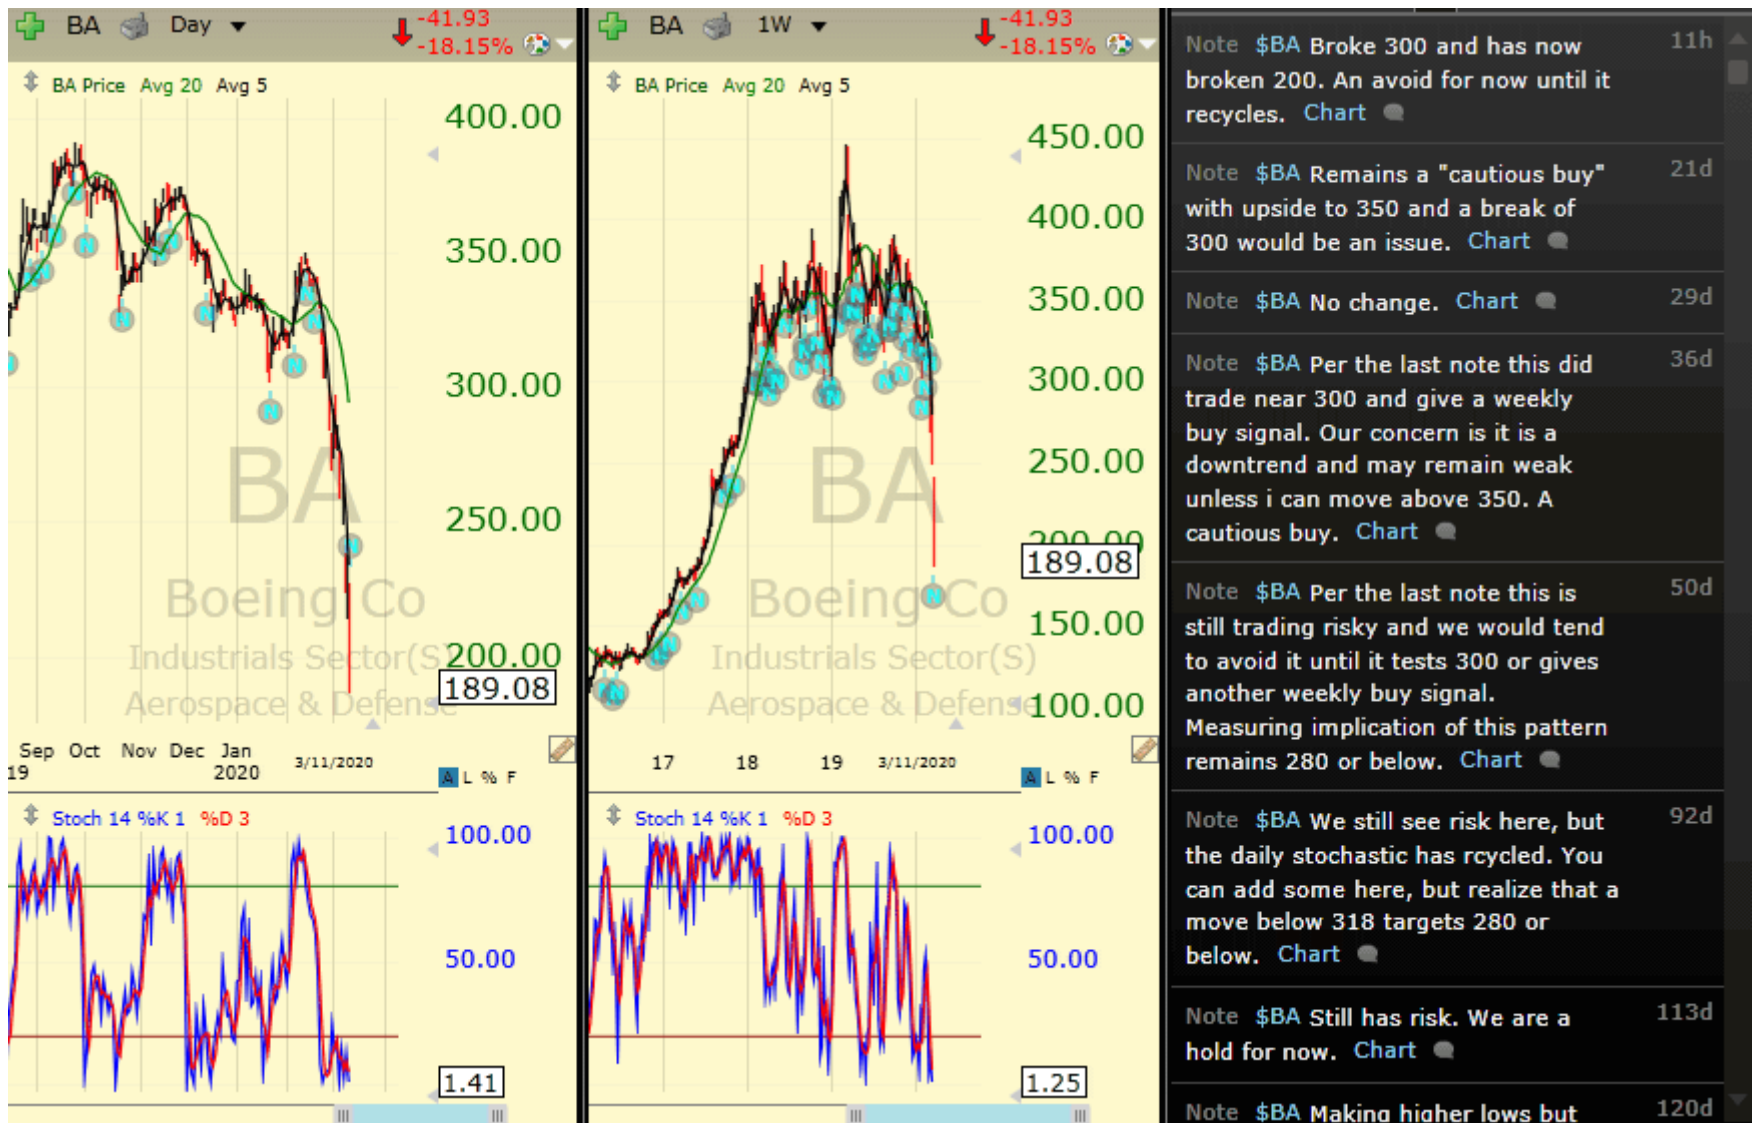 BA Day -41.93
-18.15%
BA Price Avg 20 Avg 5
400.00
350.00
300.00
250.00
200.00
189.08
BA
Boeing Co
Industrials Sector(S)
Aerospace & Defense
Sep Oct Nov Dec Jan
19 2020 3/11/2020
A L % F
Stoch 14 %K 1 %D 3
100.00
50.00
1.41
BA 1W -41.93
-18.15%
BA Price Avg 20 Avg 5
450.00
400.00
350.00
300.00
250.00
200.00
189.08
150.00
100.00
BA
Boeing Co
Industrials Sector(S)
Aerospace & Defense
17 18 19 3/11/2020
A L % F
Stoch 14 %K 1 %D 3
100.00
50.00
1.25
Note $BA Broke 300 and has now 11h
broken 200. An avoid for now until it
recycles. Chart
Note $BA Remains a "cautious buy" 21d
with upside to 350 and a break of
300 would be an issue. Chart
Note $BA No change. Chart 29d
Note $BA Per the last note this did 36d
trade near 300 and give a weekly
buy signal. Our concern is it is a
downtrend and may remain weak
unless i can move above 350. A
cautious buy. Chart
Note $BA Per the last note this is 50d
still trading risky and we would tend
to avoid it until it tests 300 or gives
another weekly buy signal.
Measuring implication of this pattern
remains 280 or below. Chart
Note $BA We still see risk here, but 92d
the daily stochastic has rcycled. You
can add some here, but realize that a
move below 318 targets 280 or
below. Chart
Note $BA Still has risk. We are a 113d
hold for now. Chart
Note $BA Making higher lows but 120d